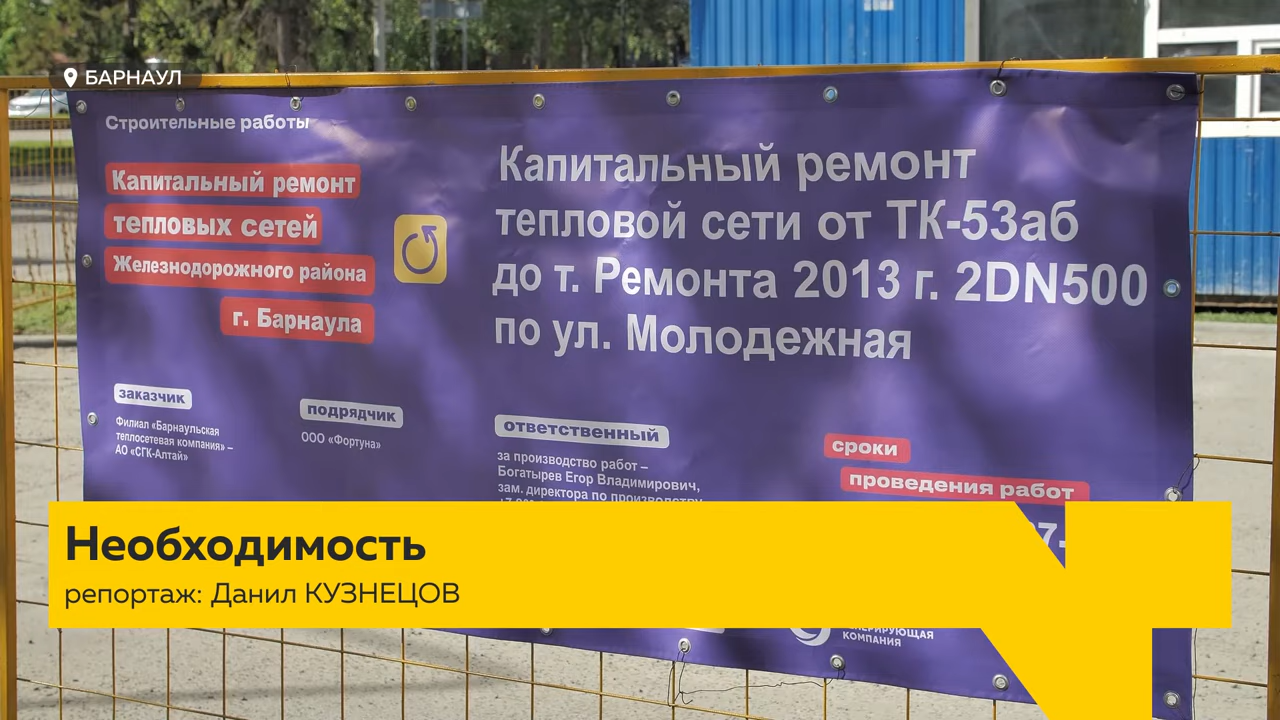 БАРНАУЛ
Строительные работы
Капитальный ремонт
тепловых сетей
Железнодорожного района
г. Барнаула
Капитальный ремонт
тепловой сети от ТК-53аб
до т. Ремонта 2013 г. 2DN500
по ул. Молодежная
заказчик
Филиал «Барнаульская
теплосетевая компания» –
АО «СГК-Алтай»
подрядчик
ООО «Фортуна»
ответственный
за производство работ –
Богатырев Егор Владимирович,
зам. директора по производству
сроки
проведения работ
07-
Необходимость
репортаж: Данил КУЗНЕЦОВ
КОМПАНИЯ